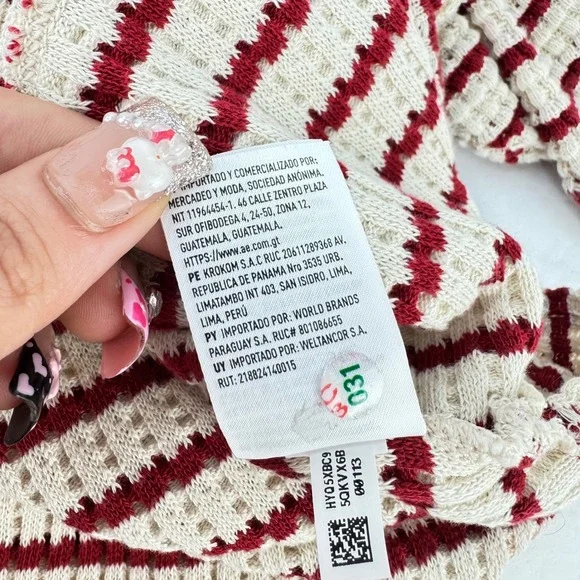 IMPORTADO Y COMERCIALIZADO POR:
MERCADEO Y MODA, SOCIEDAD ANÓNIMA.
NIT 11964454-1. 46 CALLE ZENTRO PLAZA
SUR OFIBODEGA 4, 24-50, ZONA 12,
GUATEMALA, GUATEMALA.
HTTPS://www.ae.com.gt
PE KROKOM S.A.C RUC 20611289368 AV.
REPUBLICA DE PANAMA Nro 3535 URB.
LIMATAMBO INT 403, SAN ISIDRO, LIMA,
LIMA, PERÚ
PY IMPORTADO POR: WORLD BRANDS
PARAGUAY S.A. RUC# 801086655
UY IMPORTADO POR: WELTANCOR S.A.
RUT: 218824140015
031
HYQ5XBC9
5QKVX6B
00113